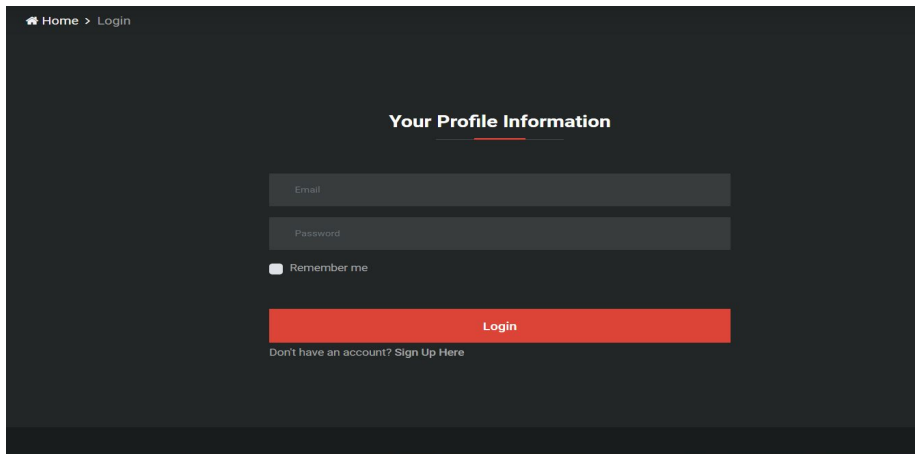 Home > Login
Your Profile Information
Email
Password
Remember me
Login
Don't have an account? Sign Up Here